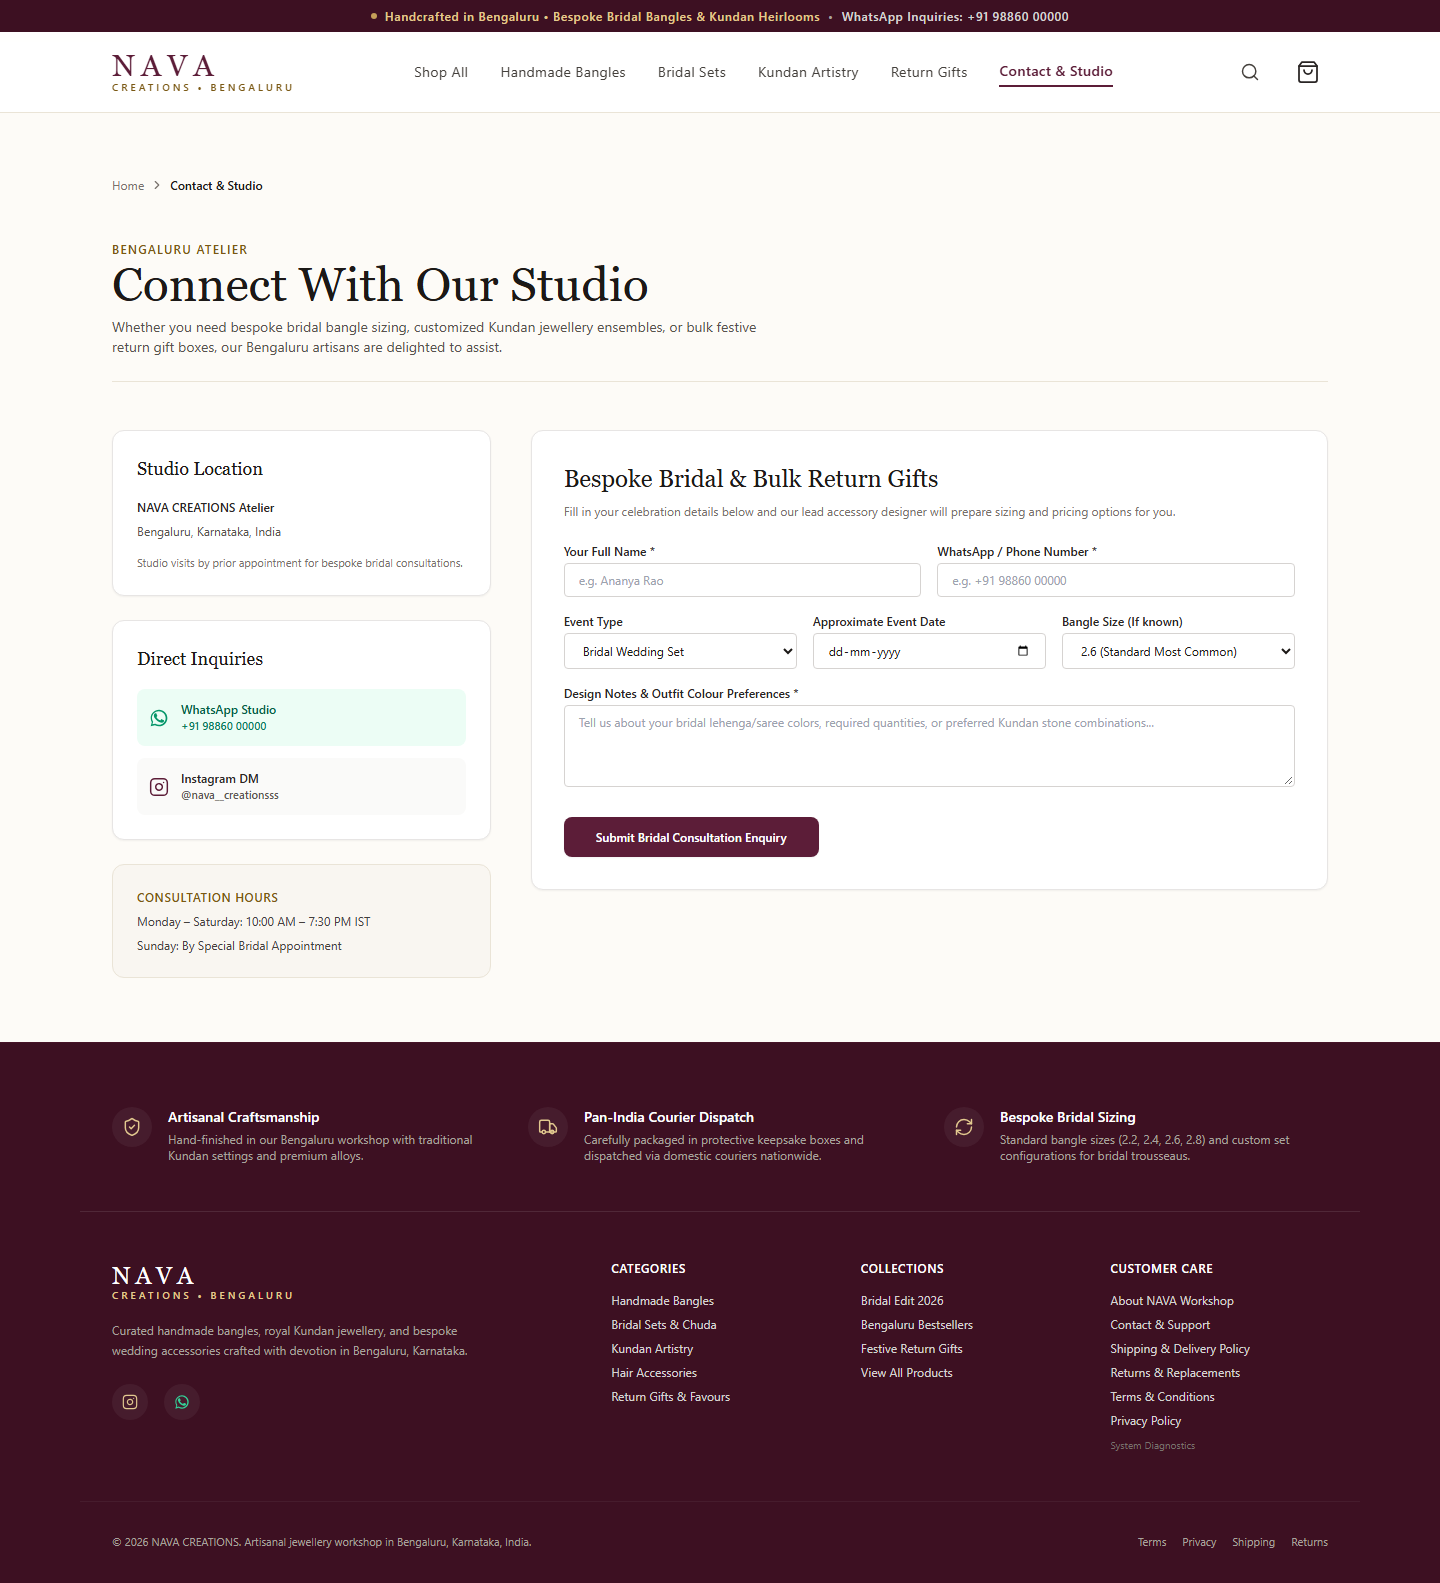 Handcrafted in Bengaluru • Bespoke Bridal Bangles & Kundan Heirlooms • WhatsApp Inquiries: +91 98860 00000
NAVA
CREATIONS • BENGALURU
Shop All
Handmade Bangles
Bridal Sets
Kundan Artistry
Return Gifts
Contact & Studio
Home
Contact & Studio
BENGALURU ATELIER
Connect With Our Studio
Whether you need bespoke bridal bangle sizing, customized Kundan jewellery ensembles, or bulk festive
return gift boxes, our Bengaluru artisans are delighted to assist.
Studio Location
NAVA CREATIONS Atelier
Bengaluru, Karnataka, India
Studio visits by prior appointment for bespoke bridal consultations.
Direct Inquiries
WhatsApp Studio
+91 98860 00000
Instagram DM
@nava__creationsss
CONSULTATION HOURS
Monday – Saturday: 10:00 AM – 7:30 PM IST
Sunday: By Special Bridal Appointment
Bespoke Bridal & Bulk Return Gifts
Fill in your celebration details below and our lead accessory designer will prepare sizing and pricing options for you.
Your Full Name *
WhatsApp / Phone Number *
e.g. Ananya Rao
e.g. +91 98860 00000
Event Type
Approximate Event Date
Bangle Size (If known)
Bridal Wedding Set
dd-mm-yyyy
2.6 (Standard Most Common)
Design Notes & Outfit Colour Preferences *
Tell us about your bridal lehenga/saree colors, required quantities, or preferred Kundan stone combinations...
Submit Bridal Consultation Enquiry
Artisanal Craftsmanship
Hand-finished in our Bengaluru workshop with traditional
Kundan settings and premium alloys.
Pan-India Courier Dispatch
Carefully packaged in protective keepsake boxes and
dispatched via domestic couriers nationwide.
Bespoke Bridal Sizing
Standard bangle sizes (2.2, 2.4, 2.6, 2.8) and custom set
configurations for bridal trousseaus.
NAVA
CREATIONS • BENGALURU
Curated handmade bangles, royal Kundan jewellery, and bespoke
wedding accessories crafted with devotion in Bengaluru, Karnataka.
CATEGORIES
Handmade Bangles
Bridal Sets & Chuda
Kundan Artistry
Hair Accessories
Return Gifts & Favours
COLLECTIONS
Bridal Edit 2026
Bengaluru Bestsellers
Festive Return Gifts
View All Products
CUSTOMER CARE
About NAVA Workshop
Contact & Support
Shipping & Delivery Policy
Returns & Replacements
Terms & Conditions
Privacy Policy
System Diagnostics
© 2026 NAVA CREATIONS. Artisanal jewellery workshop in Bengaluru, Karnataka, India.
Terms
Privacy
Shipping
Returns